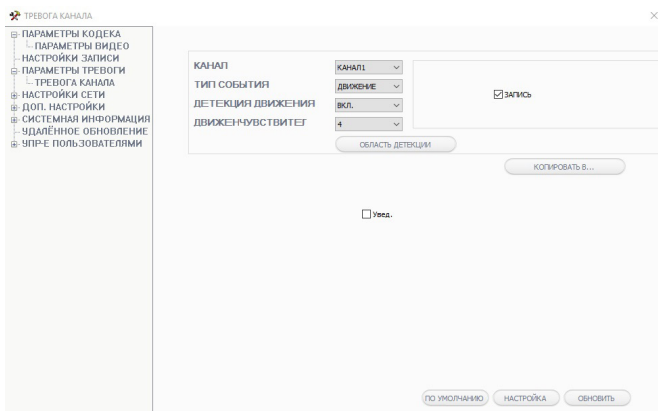 ТРЕВОГА КАНАЛА
ПАРАМЕТРЫ КОДЕКА
ПАРАМЕТРЫ ВИДЕО
НАСТРОЙКИ ЗАПИСИ
ПАРАМЕТРЫ ТРЕВОГИ
ТРЕВОГА КАНАЛА
НАСТРОЙКИ СЕТИ
ДОП. НАСТРОЙКИ
СИСТЕМНАЯ ИНФОРМАЦИЯ
УДАЛЁННОЕ ОБНОВЛЕНИЕ
УПР-Е ПОЛЬЗОВАТЕЛЯМИ
КАНАЛ КАНАЛ1
ТИП СОБЫТИЯ ДВИЖЕНИЕ
ДЕТЕКЦИЯ ДВИЖЕНИЯ ВКЛ.
ДВИЖЕНЧУВСТВИТЕГ 4
ОБЛАСТЬ ДЕТЕКЦИИ
ЗАПИСЬ
КОПИРОВАТЬ В...
Увед.
ПО УМОЛЧАНИЮ НАСТРОЙКА ОБНОВИТЬ